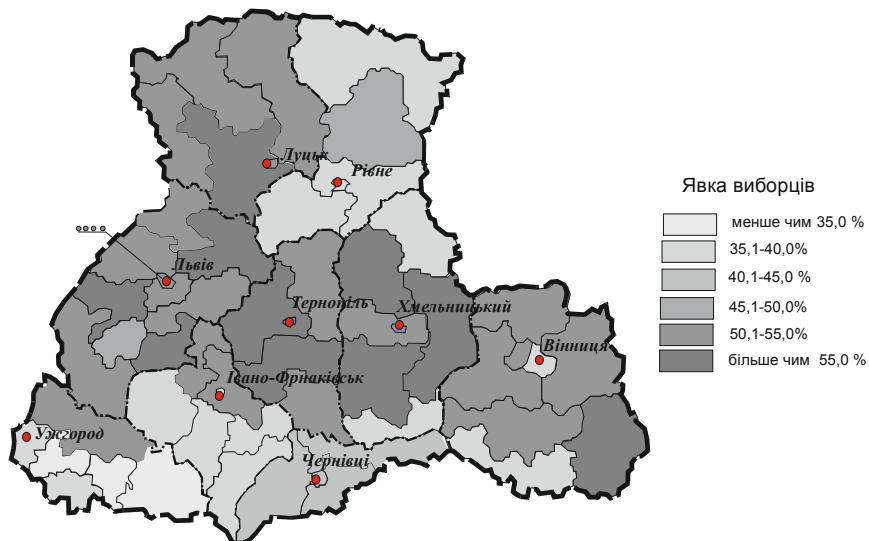 Луцьк
Рівне
Явка виборців
менше чим 35,0 %
35,1-40,0%
40,1-45,0 %
45,1-50,0%
50,1-55,0%
більше чим 55,0 %
Львів
Тернопіль
Хмельницький
Вінниця
Івано-Фрнаківськ
Ужгород
Чернівці